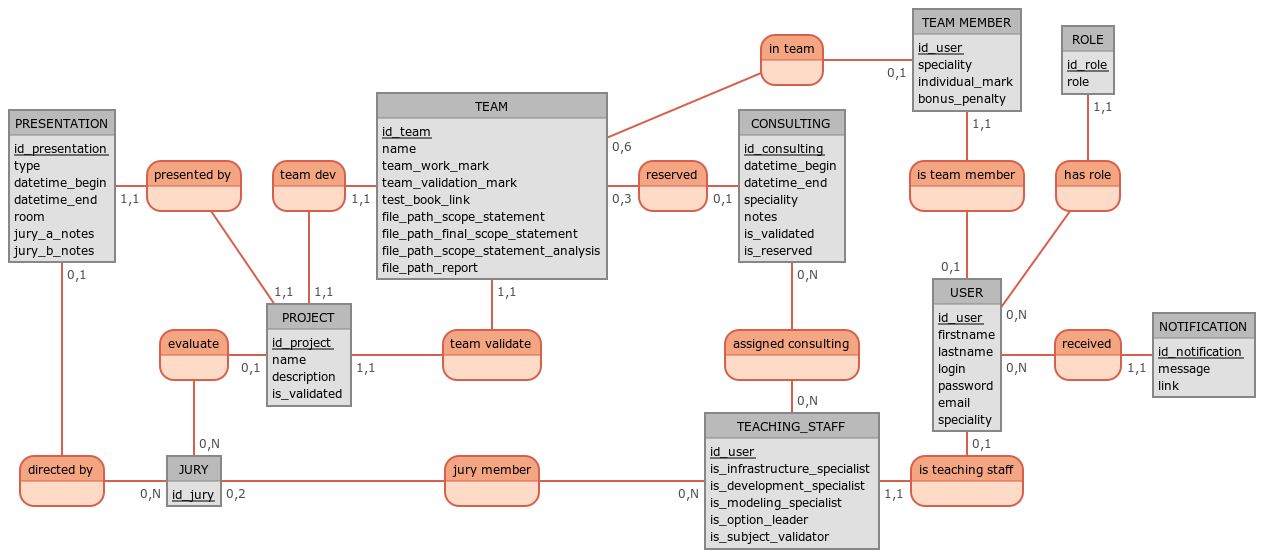 TEAM MEMBER
id_user
speciality
individual_mark
bonus_penalty
0,1
1,1
in team
ROLE
id_role
role
1,1
PRESENTATION
id_presentation
type
datetime_begin
datetime_end
room
jury_a_notes
jury_b_notes
1,1
0,1
presented by
team dev
1,1
TEAM
id_team
name
team_work_mark
team_validation_mark
test_book_link
file_path_scope_statement
file_path_final_scope_statement
file_path_scope_statement_analysis
file_path_report
0,6
0,3
1,1
reserved
0,1
CONSULTING
id_consulting
datetime_begin
datetime_end
speciality
notes
is_validated
is_reserved
0,N
is team member
has role
1,1
1,1
PROJECT
id_project
name
description
is_validated
0,1
1,1
evaluate
team validate
assigned consulting
0,N
0,1
0,N
USER
id_user
firstname
lastname
login
password
email
speciality
0,N
0,1
received
1,1
NOTIFICATION
id_notification
message
link
directed by
0,N
0,N
JURY
id_jury
0,2
jury member
0,N
TEACHING_STAFF
id_user
is_infrastructure_specialist
is_development_specialist
is_modeling_specialist
is_option_leader
is_subject_validator
1,1
is teaching staff